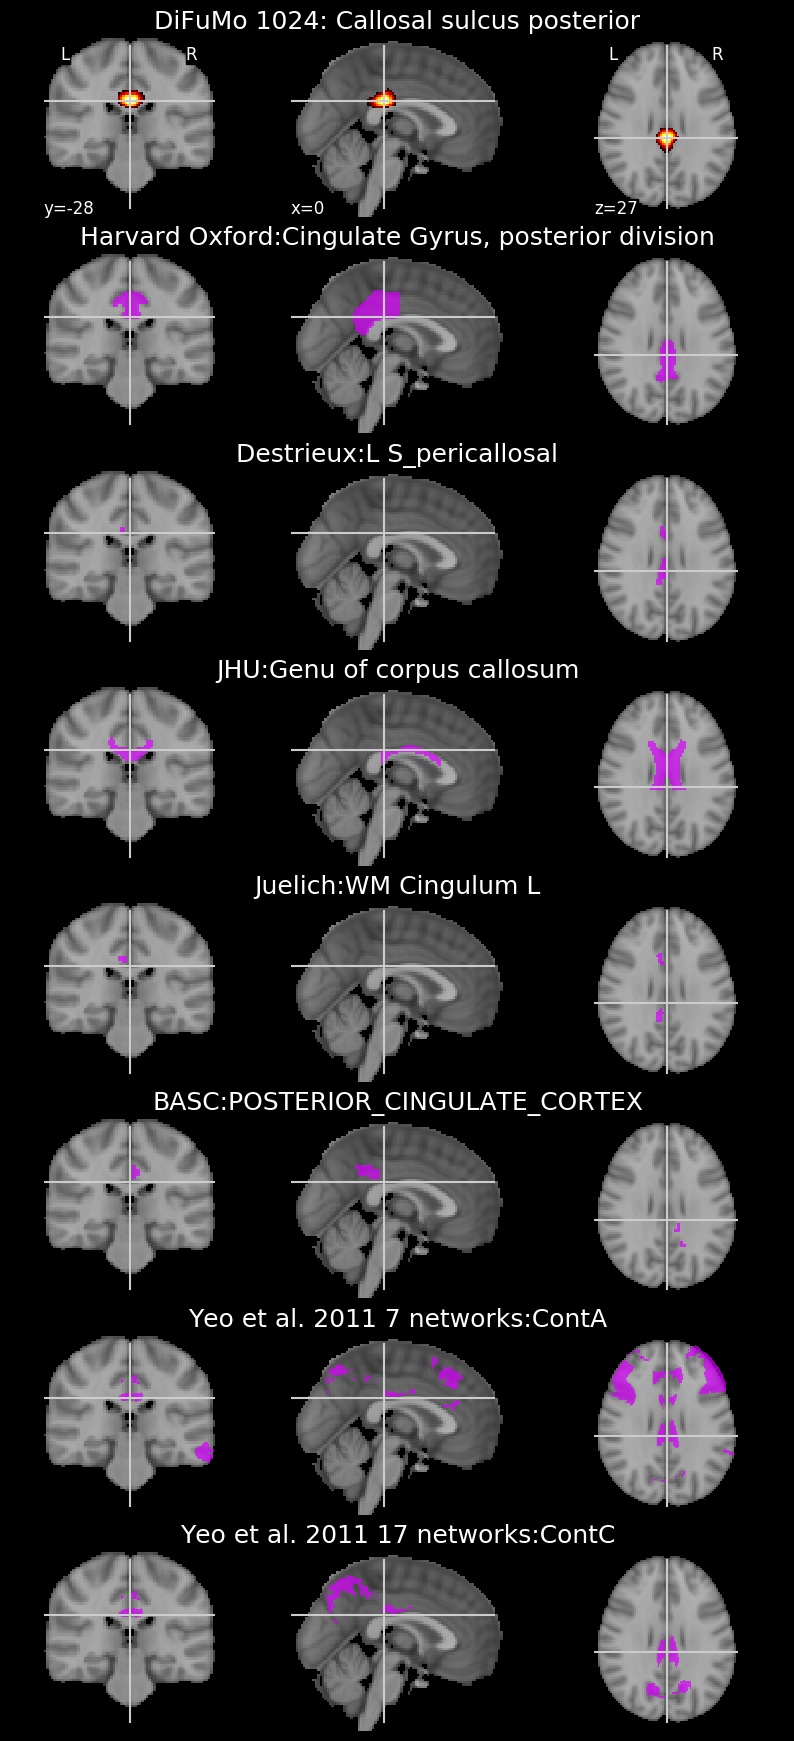 DiFuMo 1024: Callosal sulcus posterior
L R L R
y=-28 x=0 z=27
Harvard Oxford:Cingulate Gyrus, posterior division
Destrieux:L S_pericallosal
JHU:Genu of corpus callosum
Juelich:WM Cingulum L
BASC:POSTERIOR_CINGULATE_CORTEX
Yeo et al. 2011 7 networks:ContA
Yeo et al. 2011 17 networks:ContC